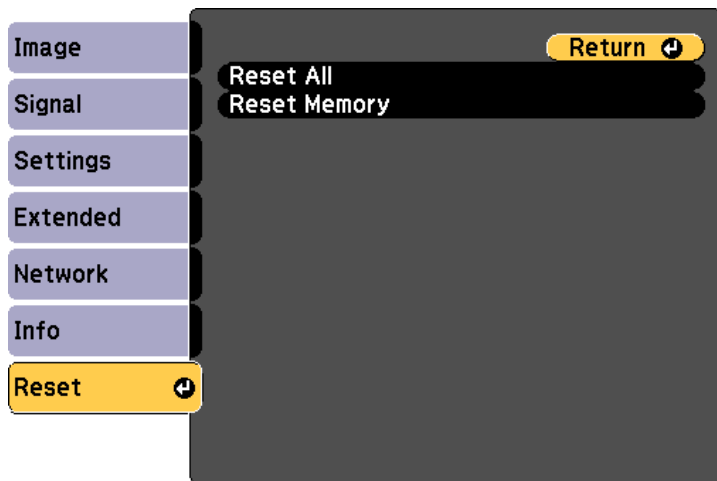 Image
Signal
Settings
Extended
Network
Info
Reset
Return
Reset All
Reset Memory